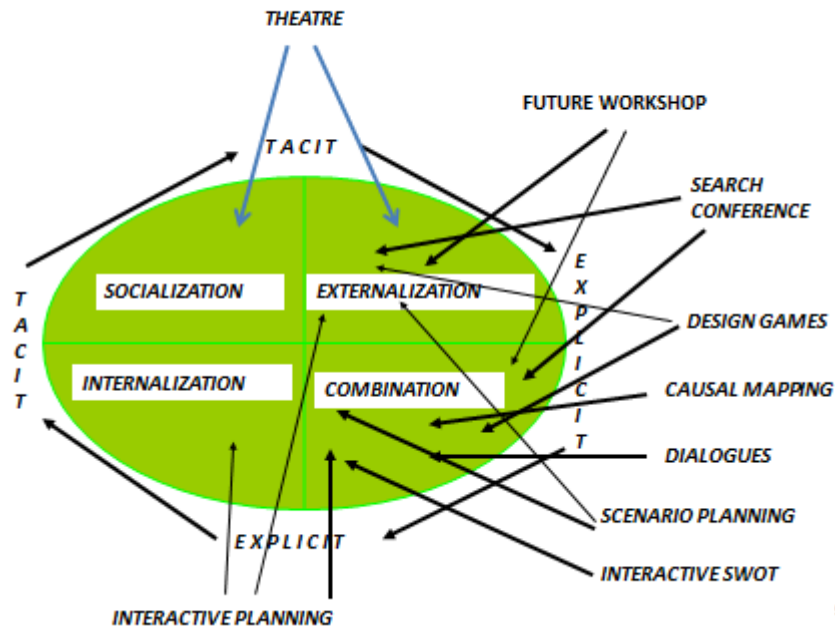 THEATRE
FUTURE WORKSHOP
TACIT
SEARCH
CONFERENCE
SOCIALIZATION
EXTERNALIZATION
EXPLICIT
TACIT
DESIGN GAMES
INTERNALIZATION
COMBINATION
CAUSAL MAPPING
DIALOGUES
SCENARIO PLANNING
EXPLICIT
INTERACTIVE SWOT
INTERACTIVE PLANNING